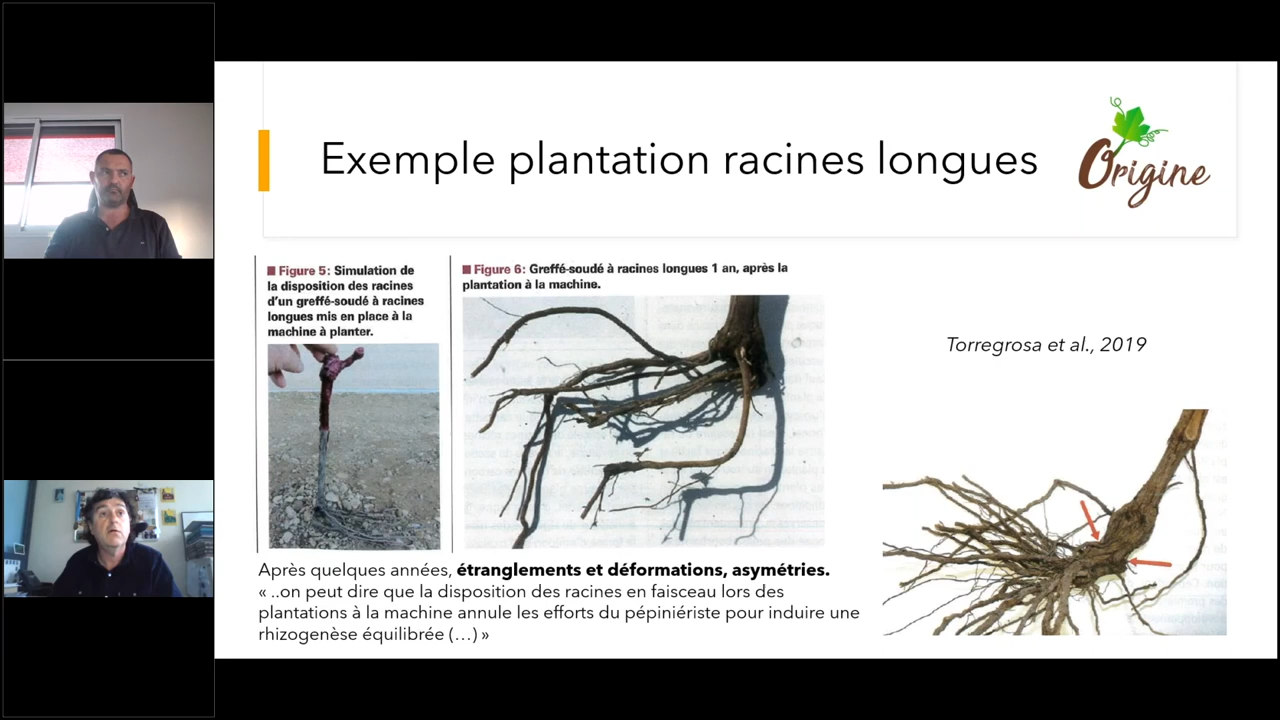 Exemple plantation racines longues
Origine
■ Figure 5: Simulation de
la disposition des racines
d'un greffé-soudé à racines
longues mis en place à la
machine à planter.
■ Figure 6: Greffé-soudé à racines longues 1 an, après la
plantation à la machine.
Torregrosa et al., 2019
Après quelques années, étranglements et déformations, asymétries.
« ..on peut dire que la disposition des racines en faisceau lors des
plantations à la machine annule les efforts du pépiniériste pour induire une
rhizogenèse équilibrée (...) »